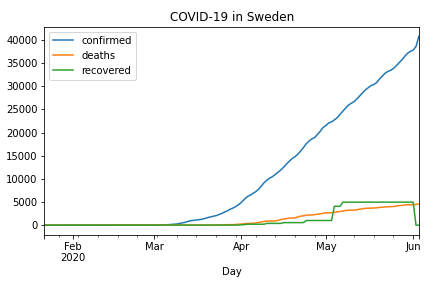 COVID-19 in Sweden
confirmed
deaths
recovered
40000
35000
30000
25000
20000
15000
10000
5000
0
Feb Mar Apr May Jun
2020
Day